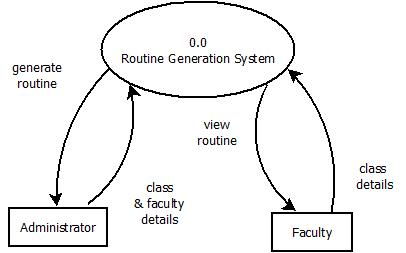 0.0
Routine Generation System
generate
routine
view
routine
class
& faculty
details
class
details
Administrator
Faculty